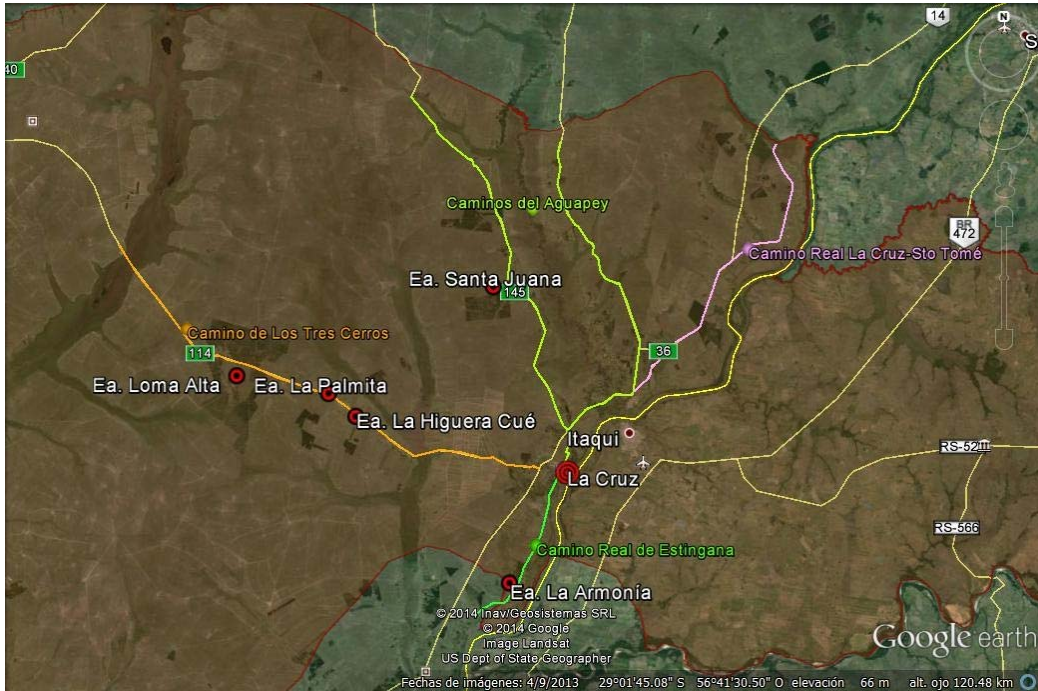 14
N
S
40
Caminos del Aguapey
BR
472
Camino Real La Cruz-Sto Tomé
Ea. Santa Juana
145
Camino de Los Tres Cerros
114
36
Ea. Loma Alta
Ea. La Palmita
Ea. La Higuera Cué
Itaqui
RS-529
La Cruz
RS-566
Camino Real de Estingana
Ea. La Armonía
© 2014 Inav/Geosistemas SRL
© 2014 Google
Image Landsat
US Dept of State Geographer
Google earth
Fechas de imágenes: 4/9/2013 29°01'45.08" S 56°41'30.50" O elevación 66 m alt. ojo 120.48 km